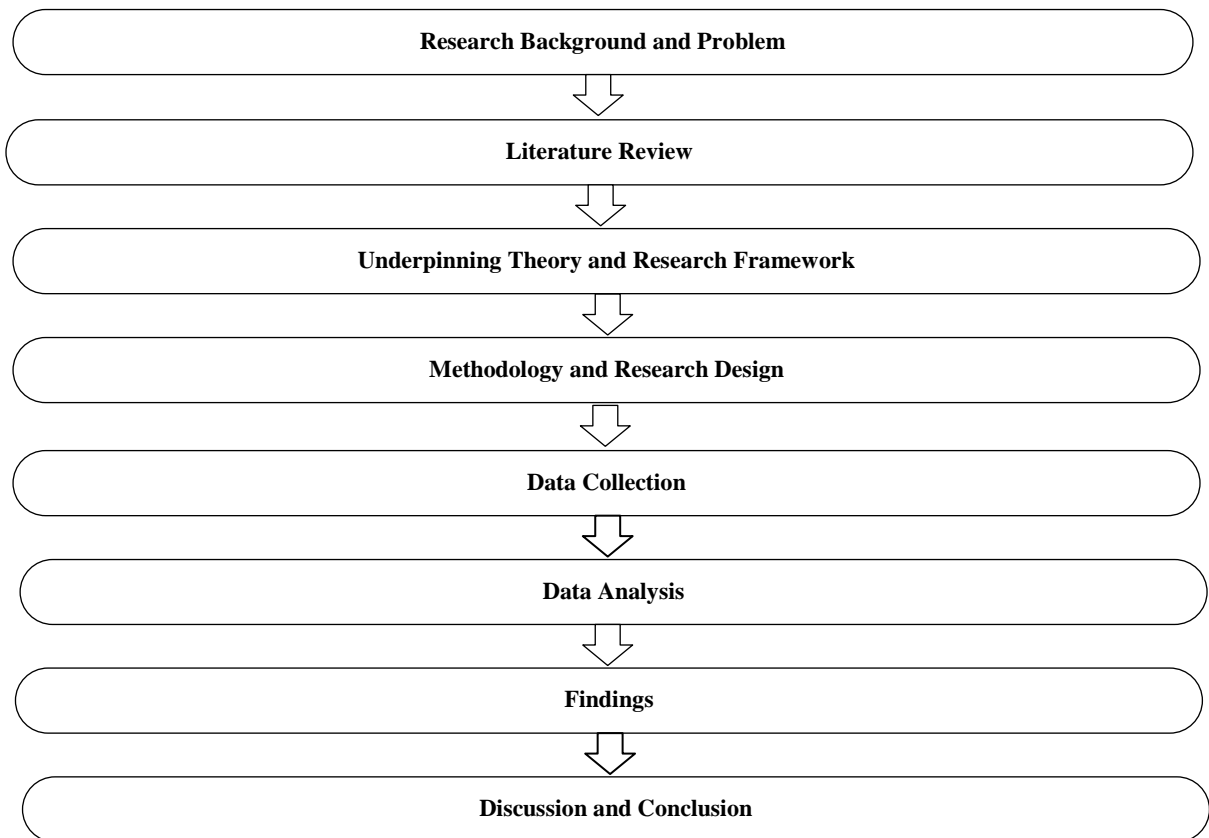 Research Background and Problem
Literature Review
Underpinning Theory and Research Framework
Methodology and Research Design
Data Collection
Data Analysis
Findings
Discussion and Conclusion